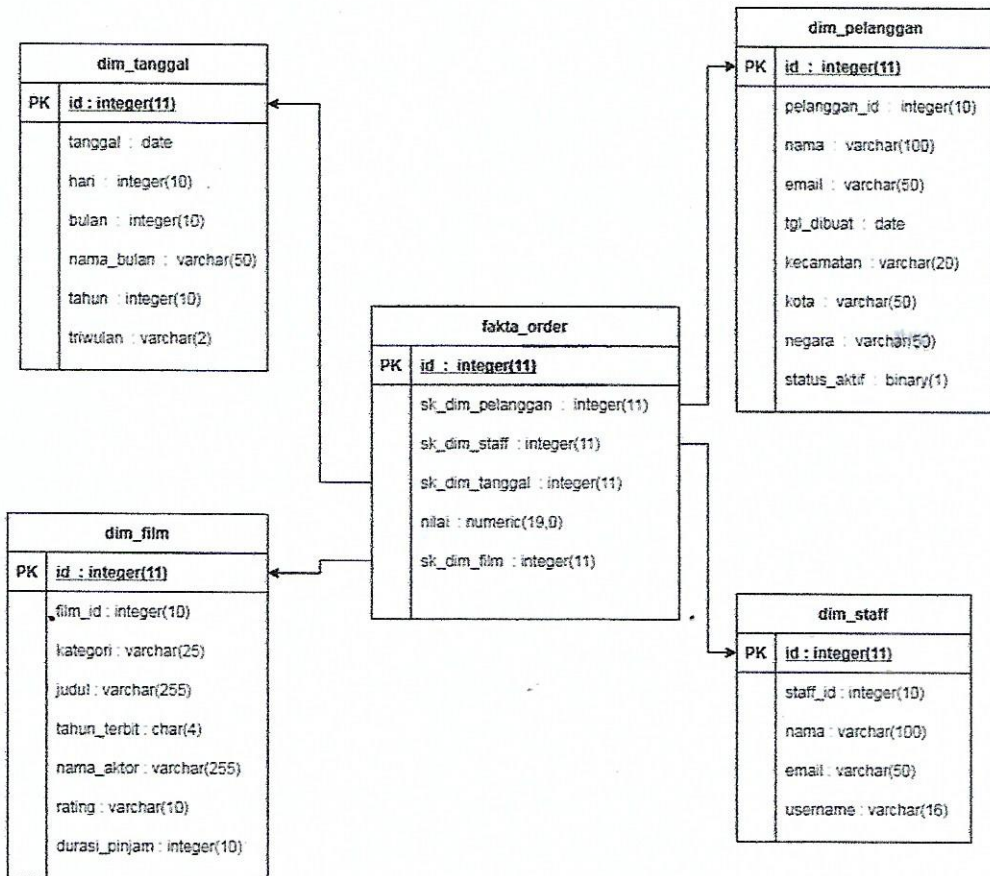 dim_tanggal
PK id : integer(11)
tanggal : date
hari : integer(10)
bulan : integer(10)
nama_bulan : varchar(50)
tahun : integer(10)
triwulan : varchar(2)
dim_pelanggan
PK id : integer(11)
pelanggan_id : integer(10)
nama : varchar(100)
email : varchar(50)
tgl_dibuat : date
kecamatan : varchar(20)
kota : varchar(50)
negara : varchar(50)
status_aktif : binary(1)
fakta_order
PK id : integer(11)
sk_dim_pelanggan : integer(11)
sk_dim_staff : integer(11)
sk_dim_tanggal : integer(11)
nilai : numeric(19,0)
sk_dim_film : integer(11)
dim_film
PK id : integer(11)
film_id : integer(10)
kategori : varchar(25)
judul : varchar(255)
tahun_terbit : char(4)
nama_aktor : varchar(255)
rating : varchar(10)
durasi_pinjam : integer(10)
dim_staff
PK id : integer(11)
staff_id : integer(10)
nama : varchar(100)
email : varchar(50)
username : varchar(16)